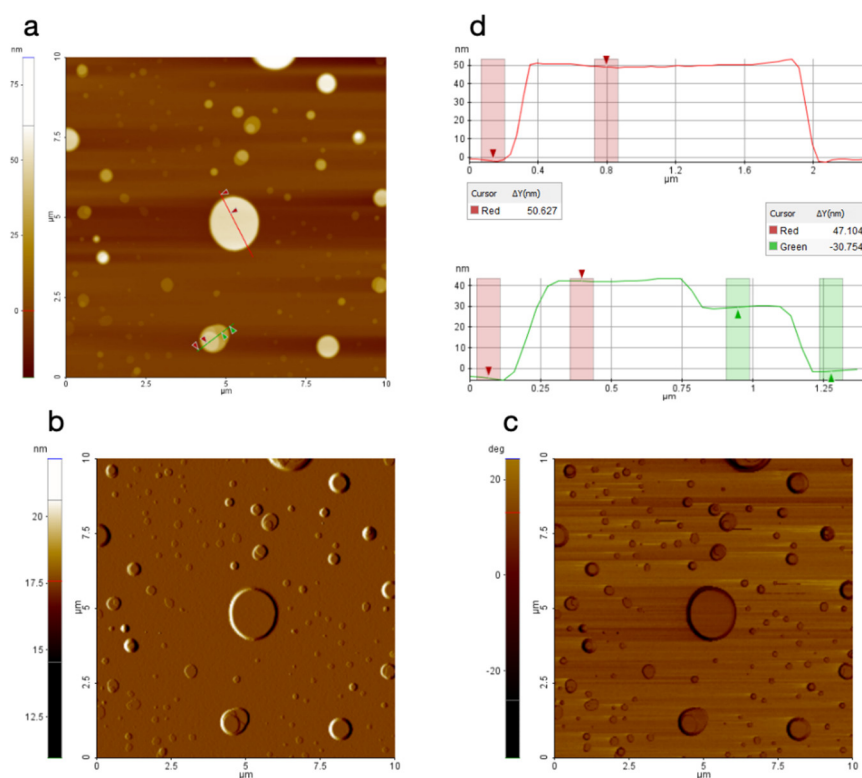 a
nm
75
50
25
0
10
7.5
5
µm
2.5
0
0
2.5
5
7.5
10
µm
d
nm
50
40
30
20
10
0
0
0.4
0.8
1.2
1.6
2
µm
Cursor ΔY(nm)
Red 50.627
Cursor ΔY(nm)
Red 47.104
Green -30.754
nm
40
30
20
10
0
0
0.25
0.5
0.75
1
1.25
µm
b
nm
20
17.5
15
12.5
10
7.5
5
µm
2.5
0
0
2.5
5
7.5
10
µm
c
deg
20
0
-20
10
7.5
5
µm
2.5
0
0
2.5
5
7.5
10
µm